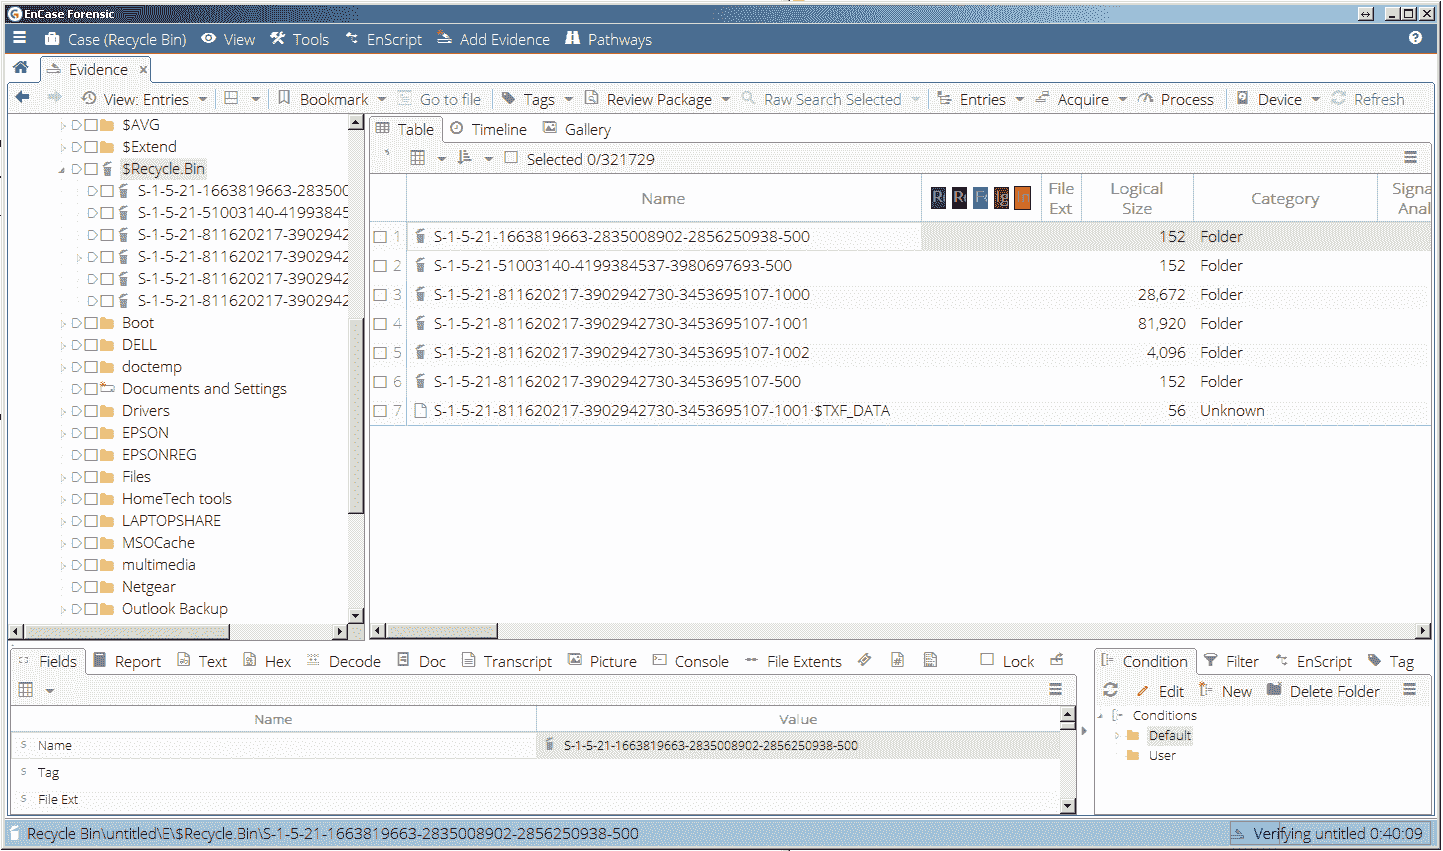 EnCase Forensic
Case (Recycle Bin) View Tools EnScript Add Evidence Pathways
Evidence x
View: Entries Bookmark Go to file Tags Review Package Raw Search Selected Entries Acquire Process Device Refresh
$AVG
$Extend
$Recycle.Bin
S-1-5-21-1663819663-28350
S-1-5-21-51003140-41993845
S-1-5-21-811620217-3902942
S-1-5-21-811620217-3902942
S-1-5-21-811620217-3902942
S-1-5-21-811620217-3902942
Boot
DELL
doctemp
Documents and Settings
Drivers
EPSON
EPSONREG
Files
HomeTech tools
LAPTOPSHARE
MSOCache
multimedia
Netgear
Outlook Backup
Table Timeline Gallery
Selected 0/321729
Name File Ext Logical Size Category Signa Anal
1 S-1-5-21-1663819663-2835008902-2856250938-500 152 Folder
2 S-1-5-21-51003140-4199384537-3980697693-500 152 Folder
3 S-1-5-21-811620217-3902942730-3453695107-1000 28,672 Folder
4 S-1-5-21-811620217-3902942730-3453695107-1001 81,920 Folder
5 S-1-5-21-811620217-3902942730-3453695107-1002 4,096 Folder
6 S-1-5-21-811620217-3902942730-3453695107-500 152 Folder
7 S-1-5-21-811620217-3902942730-3453695107-1001·$TXF_DATA 56 Unknown
Fields Report Text Hex Decode Doc Transcript Picture Console File Extents Lock
Name Value
Name S-1-5-21-1663819663-2835008902-2856250938-500
Tag
File Ext
Condition Filter EnScript Tag
Edit New Delete Folder
Conditions
Default
User
Recycle Bin\untitled\E\$Recycle.Bin\S-1-5-21-1663819663-2835008902-2856250938-500
Verifying untitled 0:40:09